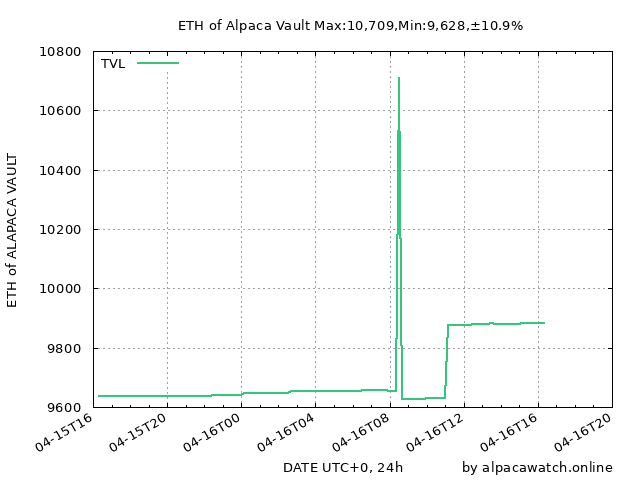 ETH of Alpaca Vault Max:10,709,Min:9,628,±10.9%
TVL
10800
10600
10400
10200
10000
9800
9600
ETH of ALAPACA VAULT
04-15T16
04-15T20
04-16T00
04-16T04
04-16T08
04-16T12
04-16T16
04-16T20
DATE UTC+0, 24h
by alpacawatch.online